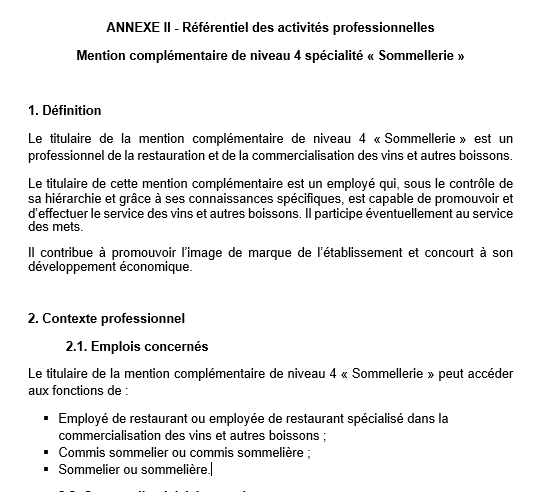 ANNEXE II - Référentiel des activités professionnelles
Mention complémentaire de niveau 4 spécialité « Sommellerie »
1. Définition
Le titulaire de la mention complémentaire de niveau 4 « Sommellerie » est un
professionnel de la restauration et de la commercialisation des vins et autres boissons.
Le titulaire de cette mention complémentaire est un employé qui, sous le contrôle de
sa hiérarchie et grâce à ses connaissances spécifiques, est capable de promouvoir et
d'effectuer le service des vins et autres boissons. Il participe éventuellement au service
des mets.
Il contribue à promouvoir l'image de marque de l'établissement et concourt à son
développement économique.
2. Contexte professionnel
2.1. Emplois concernés
Le titulaire de la mention complémentaire de niveau 4 « Sommellerie » peut accéder
aux fonctions de :
▪ Employé de restaurant ou employée de restaurant spécialisé dans la
commercialisation des vins et autres boissons ;
▪ Commis sommelier ou commis sommelière ;
▪ Sommelier ou sommelière.